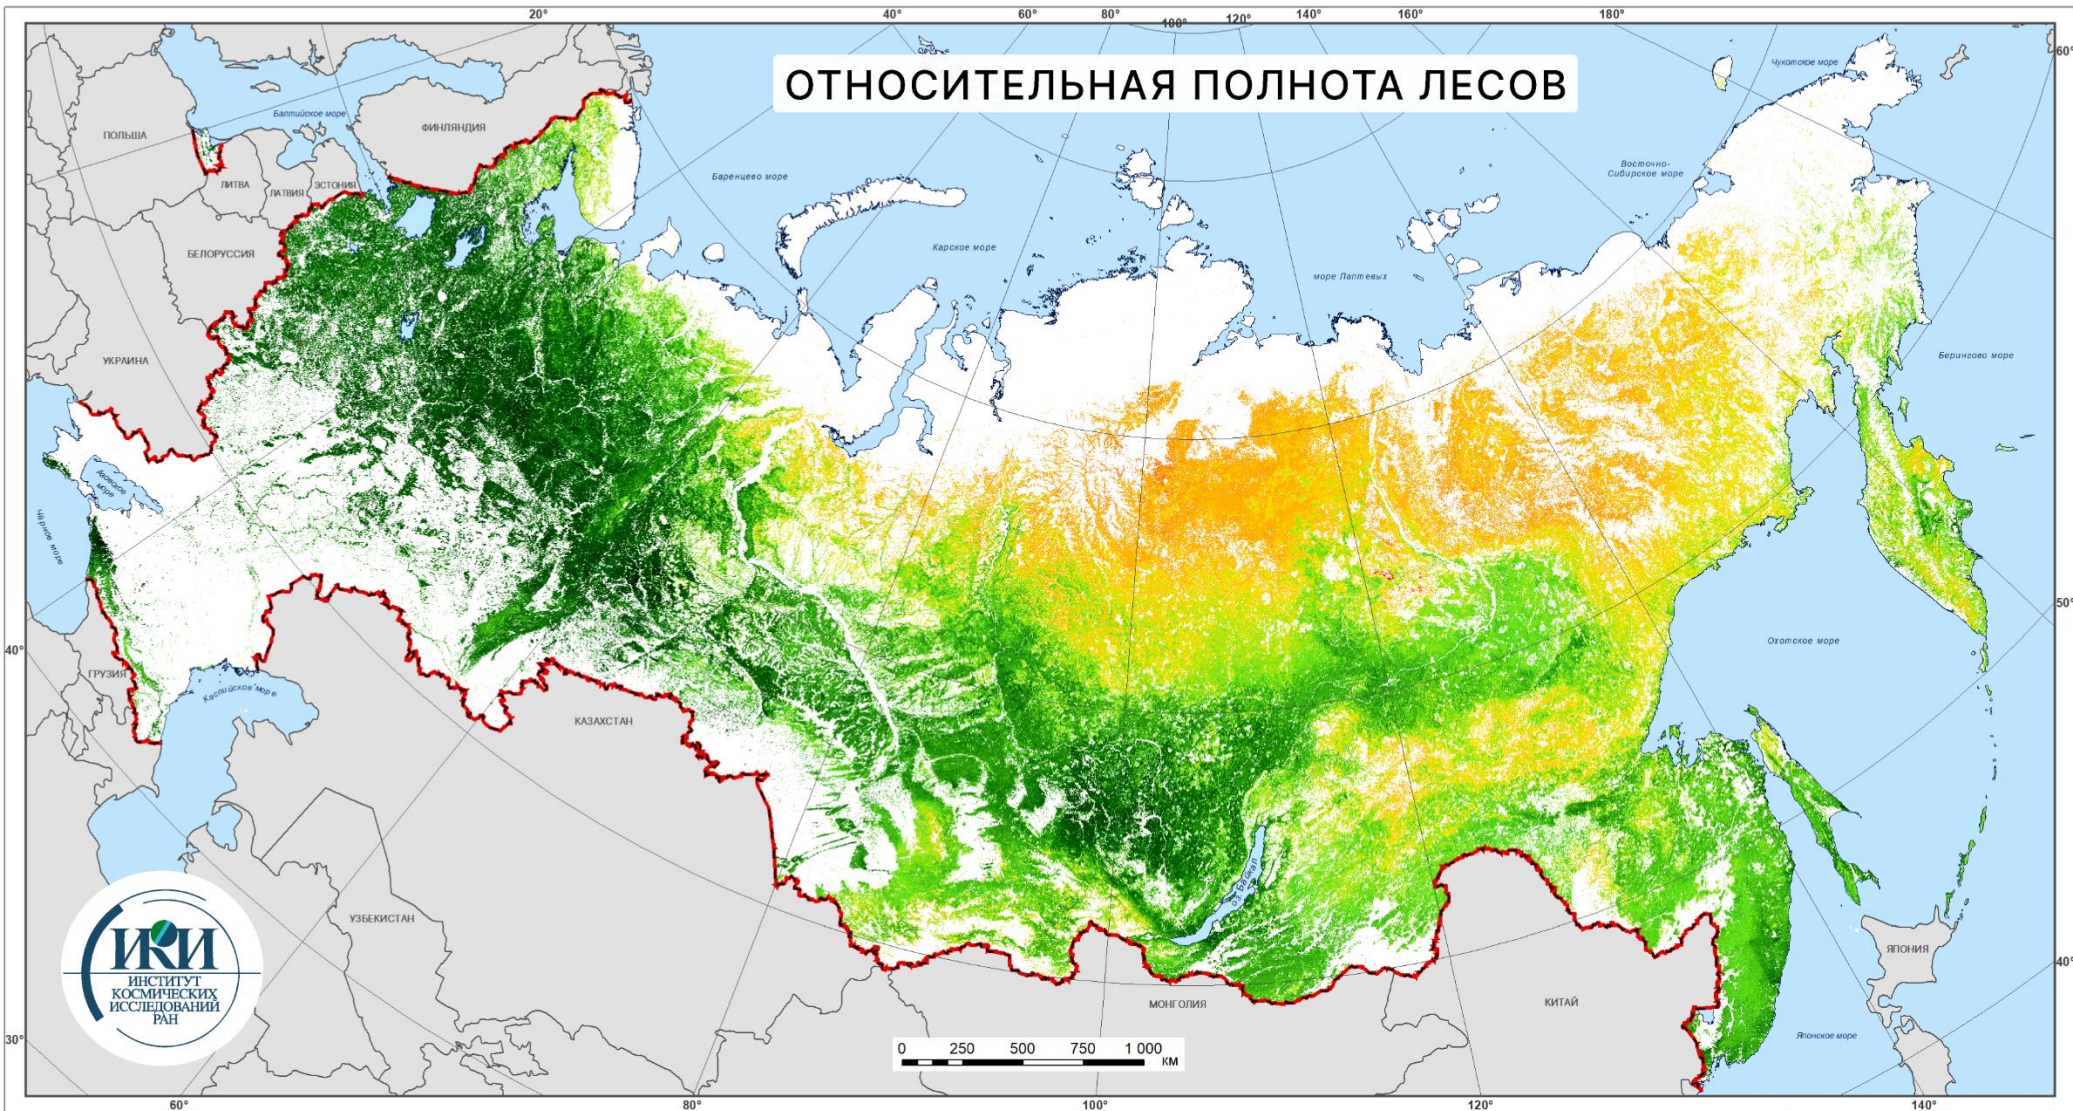 20°
40°
60°
80°
100°
120°
140°
160°
180°
60°
ОТНОСИТЕЛЬНАЯ ПОЛНОТА ЛЕСОВ
Чукотское море
Балтийское море
ФИНЛЯНДИЯ
ПОЛЬША
Баренцево море
Восточно-
Сибирское море
ЛИТВА
ЛАТВИЯ
ЭСТОНИЯ
БЕЛОРУССИЯ
Карское море
море Лаптевых
УКРАИНА
Берингово море
Азовское
море
Чёрное море
50°
40°
Охотское море
ГРУЗИЯ
Каспийское море
КАЗАХСТАН
оз. Байкал
УЗБЕКИСТАН
ИКИ
ИНСТИТУТ
КОСМИЧЕСКИХ
ИССЛЕДОВАНИЙ
РАН
ЯПОНИЯ
40°
МОНГОЛИЯ
КИТАЙ
30°
Японское море
0 250 500 750 1 000
КМ
60°
80°
100°
120°
140°